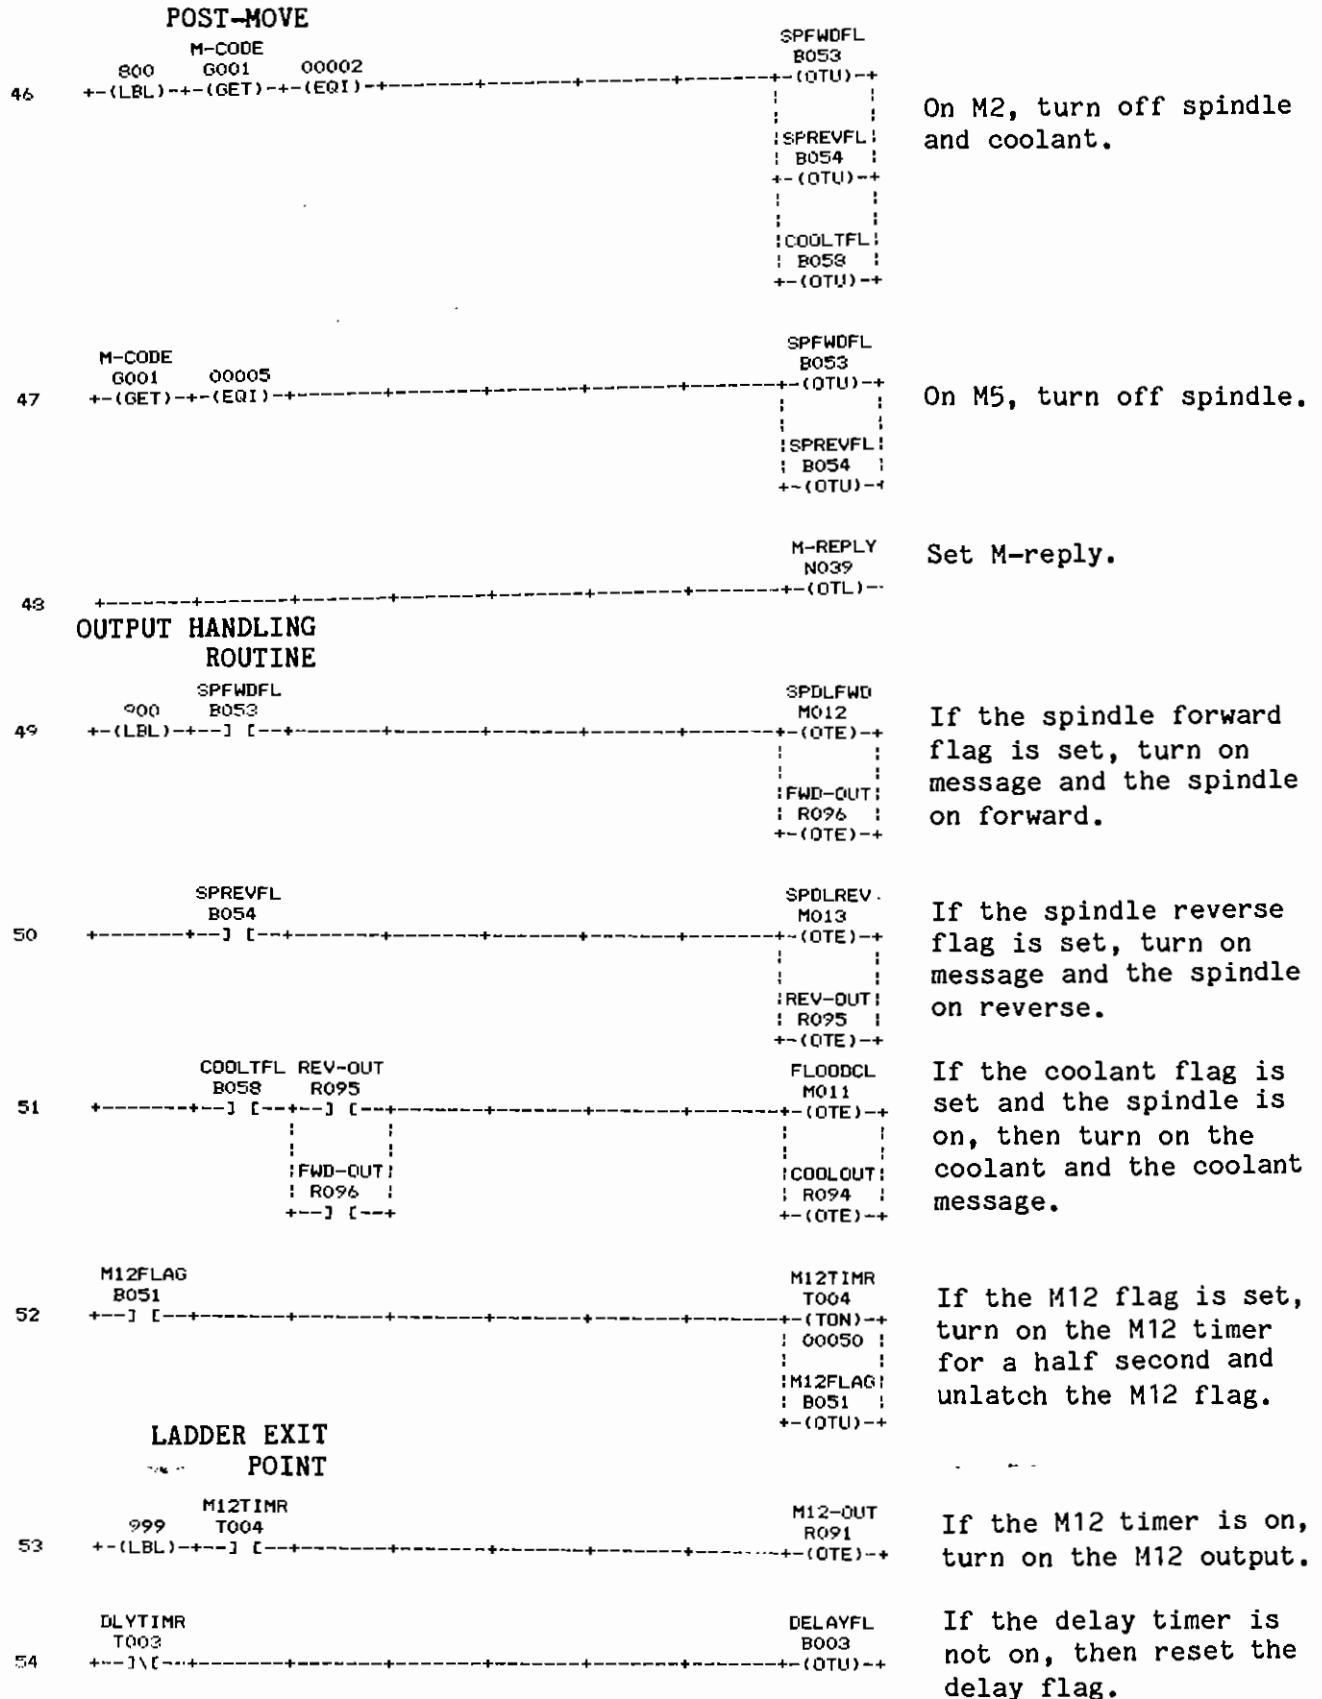 POST-MOVE
M-CODE
SPFWDFL
800 G001 00002 B053
46 +-(LBL)-+-(GET)-+-(EQI)-+-------+-------+-------+-------+-(OTU)-+
On M2, turn off spindle
and coolant.
SPREVFL
B054
+-(OTU)-+
COOLTFL
B058
+-(OTU)-+
M-CODE
SPFWDFL
G001 00005 B053
47 +-(GET)-+-(EQI)-+-------+-------+-------+-------+-------+-(OTU)-+
On M5, turn off spindle.
SPREVFL
B054
+-(OTU)-+
M-REPLY
Set M-reply.
N039
48 +-------+-------+-------+-------+-------+-------+-------+-(OTL)-
OUTPUT HANDLING
ROUTINE
SPFWDFL SPDLFWD
900 B053 M012
49 +-(LBL)-+--] [--+-------+-------+-------+-------+-------+-(OTE)-+
If the spindle forward
flag is set, turn on
message and the spindle
on forward.
FWD-OUT
R096
+-(OTE)-+
SPREVFL SPDLREV
B054 M013
50 +-------+--] [--+-------+-------+-------+-------+-------+-(OTE)-+
If the spindle reverse
flag is set, turn on
message and the spindle
on reverse.
REV-OUT
R095
+-(OTE)-+
COOLTFL REV-OUT FLOODCL
B058 R095 M011
51 +-------+--] [--+--] [--+-------+-------+-------+-------+-(OTE)-+
If the coolant flag is
set and the spindle is
on, then turn on the
coolant and the coolant
message.
FWD-OUT COOLOUT
R096 R094
+--] [--+ +-(OTE)-+
M12FLAG M12TIMR
B051 T004
52 +--] [--+-------+-------+-------+-------+-------+-------+-(TON)-+
00050
If the M12 flag is set,
turn on the M12 timer
for a half second and
unlatch the M12 flag.
M12FLAG
B051
+-(OTU)-+
LADDER EXIT
POINT
M12TIMR M12-OUT
999 T004 R091
53 +-(LBL)-+--] [--+-------+-------+-------+-------+-------+-(OTE)-+
If the M12 timer is on,
turn on the M12 output.
DLYTIMR DELAYFL
T003 B003
54 +--]\[--+-------+-------+-------+-------+-------+-------+-(OTU)-+
If the delay timer is
not on, then reset the
delay flag.